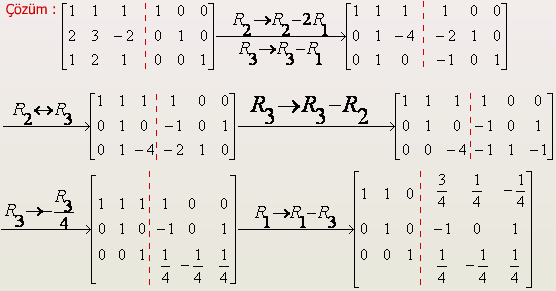 Çözüm :
[1 1 1 ¦ 1 0 0; 2 3 -2 ¦ 0 1 0; 1 2 1 ¦ 0 0 1] R2→R2-2R1 R3→R3-R1 [1 1 1 ¦ 1 0 0; 0 1 -4 ¦ -2 1 0; 0 1 0 ¦ -1 0 1]
R2↔R3 [1 1 1 ¦ 1 0 0; 0 1 0 ¦ -1 0 1; 0 1 -4 ¦ -2 1 0] R3→R3-R2 [1 1 1 ¦ 1 0 0; 0 1 0 ¦ -1 0 1; 0 0 -4 ¦ -1 1 -1]
R3→-R3/4 [1 1 1 ¦ 1 0 0; 0 1 0 ¦ -1 0 1; 0 0 1 ¦ 1/4 -1/4 1/4] R1→R1-R3 [1 1 0 ¦ 3/4 1/4 -1/4; 0 1 0 ¦ -1 0 1; 0 0 1 ¦ 1/4 -1/4 1/4]